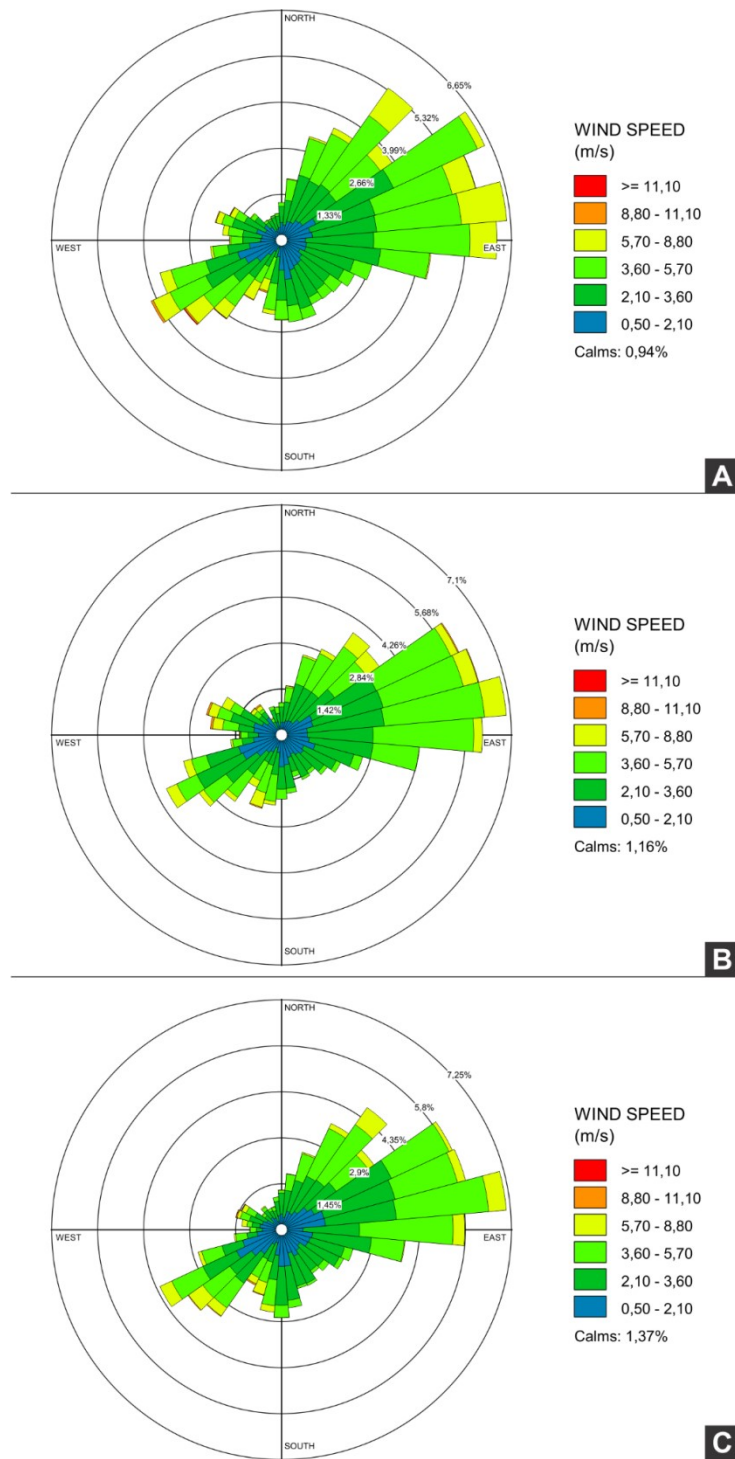 NORTH
6,65%
5,32%
3,99%
2,66%
1,33%
WEST
EAST
SOUTH
WIND SPEED
(m/s)
>= 11,10
8,80 - 11,10
5,70 - 8,80
3,60 - 5,70
2,10 - 3,60
0,50 - 2,10
Calms: 0,94%
A
NORTH
7,1%
5,68%
4,26%
2,84%
1,42%
WEST
EAST
SOUTH
WIND SPEED
(m/s)
>= 11,10
8,80 - 11,10
5,70 - 8,80
3,60 - 5,70
2,10 - 3,60
0,50 - 2,10
Calms: 1,16%
B
NORTH
7,25%
5,8%
4,35%
2,9%
1,45%
WEST
EAST
SOUTH
WIND SPEED
(m/s)
>= 11,10
8,80 - 11,10
5,70 - 8,80
3,60 - 5,70
2,10 - 3,60
0,50 - 2,10
Calms: 1,37%
C